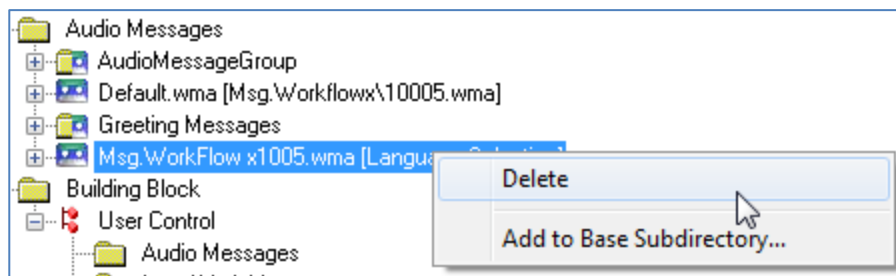 Audio Messages
AudioMessageGroup
Default.wma [Msg.Workflowx\10005.wma]
Greeting Messages
Msg.WorkFlow x1005.wma
Delete
Building Block
User Control
Add to Base Subdirectory...
Audio Messages